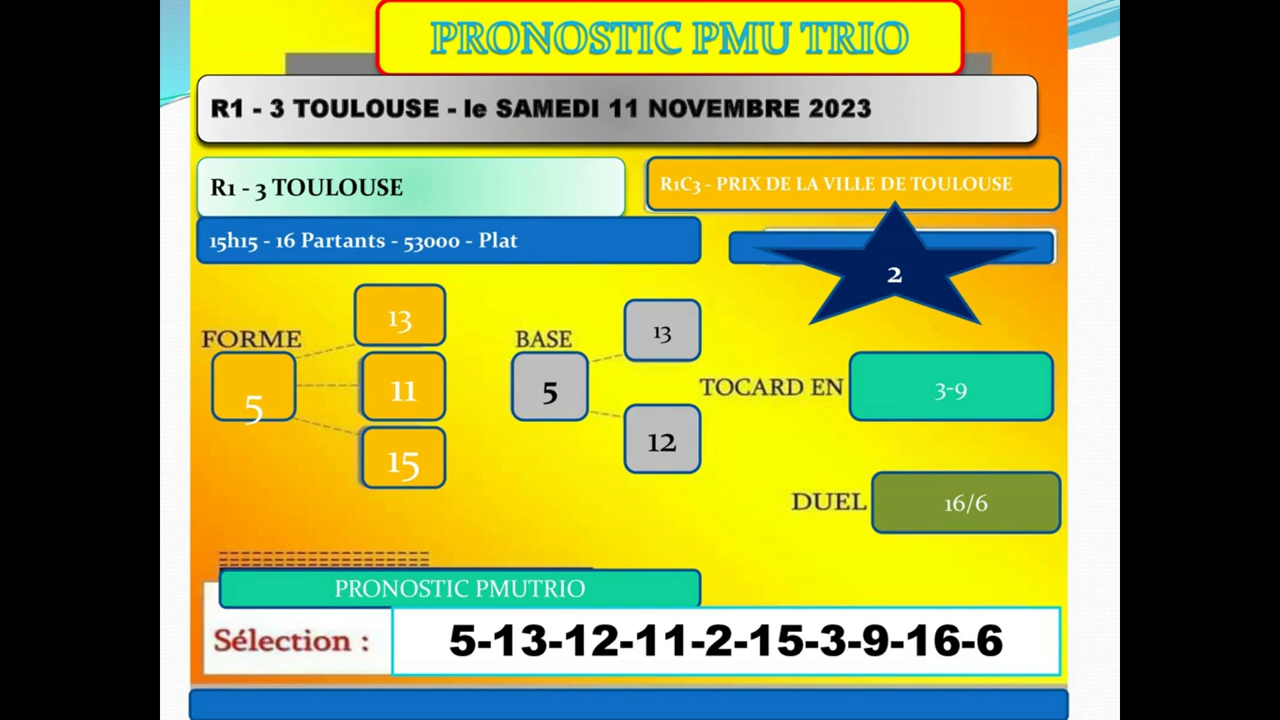 PRONOSTIC PMU TRIO
R1 - 3 TOULOUSE - le SAMEDI 11 NOVEMBRE 2023
R1 - 3 TOULOUSE
R1C3 - PRIX DE LA VILLE DE TOULOUSE
15h15 - 16 Partants - 53000 - Plat
2
FORME
5
13
11
15
BASE
5
13
12
TOCARD EN
3-9
DUEL
16/6
PRONOSTIC PMUTRIO
Sélection :
5-13-12-11-2-15-3-9-16-6